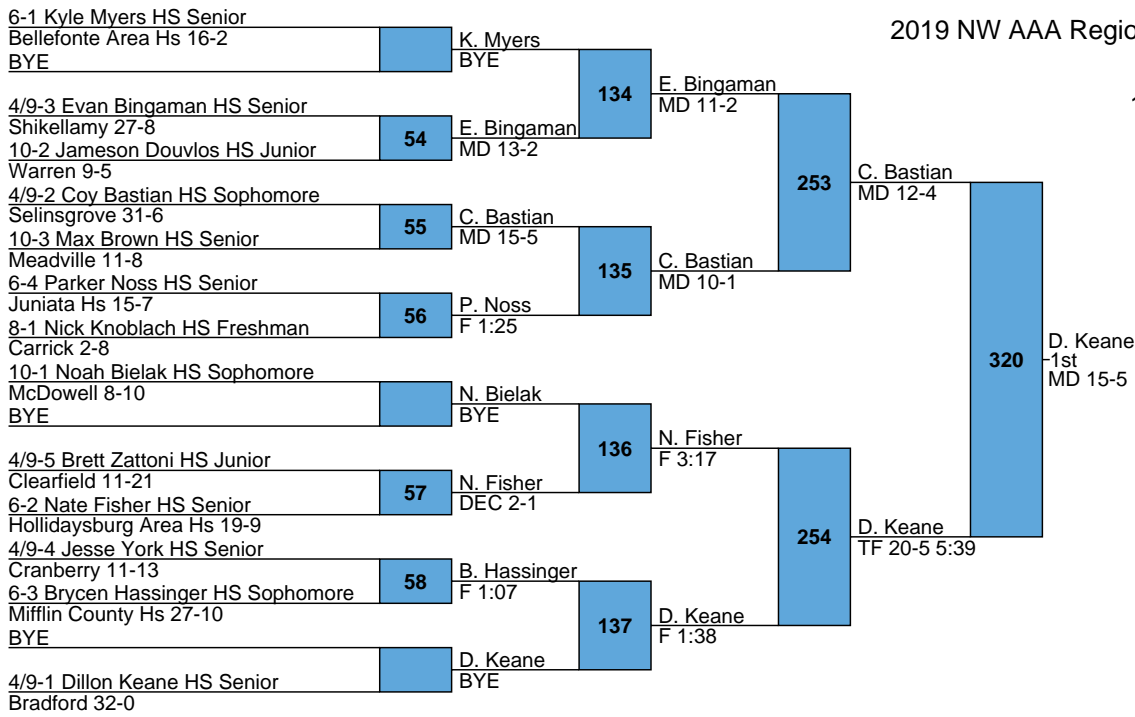 2019 NW AAA Regio
1
6-1 Kyle Myers HS Senior
Bellefonte Area Hs 16-2
BYE
4/9-3 Evan Bingaman HS Senior
Shikellamy 27-8
10-2 Jameson Douvlos HS Junior
Warren 9-5
4/9-2 Coy Bastian HS Sophomore
Selinsgrove 31-6
10-3 Max Brown HS Senior
Meadville 11-8
6-4 Parker Noss HS Senior
Juniata Hs 15-7
8-1 Nick Knoblach HS Freshman
Carrick 2-8
10-1 Noah Bielak HS Sophomore
McDowell 8-10
BYE
4/9-5 Brett Zattoni HS Junior
Clearfield 11-21
6-2 Nate Fisher HS Senior
Hollidaysburg Area Hs 19-9
4/9-4 Jesse York HS Senior
Cranberry 11-13
6-3 Brycen Hassinger HS Sophomore
Mifflin County Hs 27-10
BYE
4/9-1 Dillon Keane HS Senior
Bradford 32-0
54
55
56
57
58
K. Myers
BYE
E. Bingaman
MD 13-2
C. Bastian
MD 15-5
P. Noss
F 1:25
N. Bielak
BYE
N. Fisher
DEC 2-1
B. Hassinger
F 1:07
D. Keane
BYE
134
135
136
137
E. Bingaman
MD 11-2
C. Bastian
MD 10-1
N. Fisher
F 3:17
D. Keane
F 1:38
253
254
C. Bastian
MD 12-4
D. Keane
TF 20-5 5:39
320
D. Keane
1st
MD 15-5